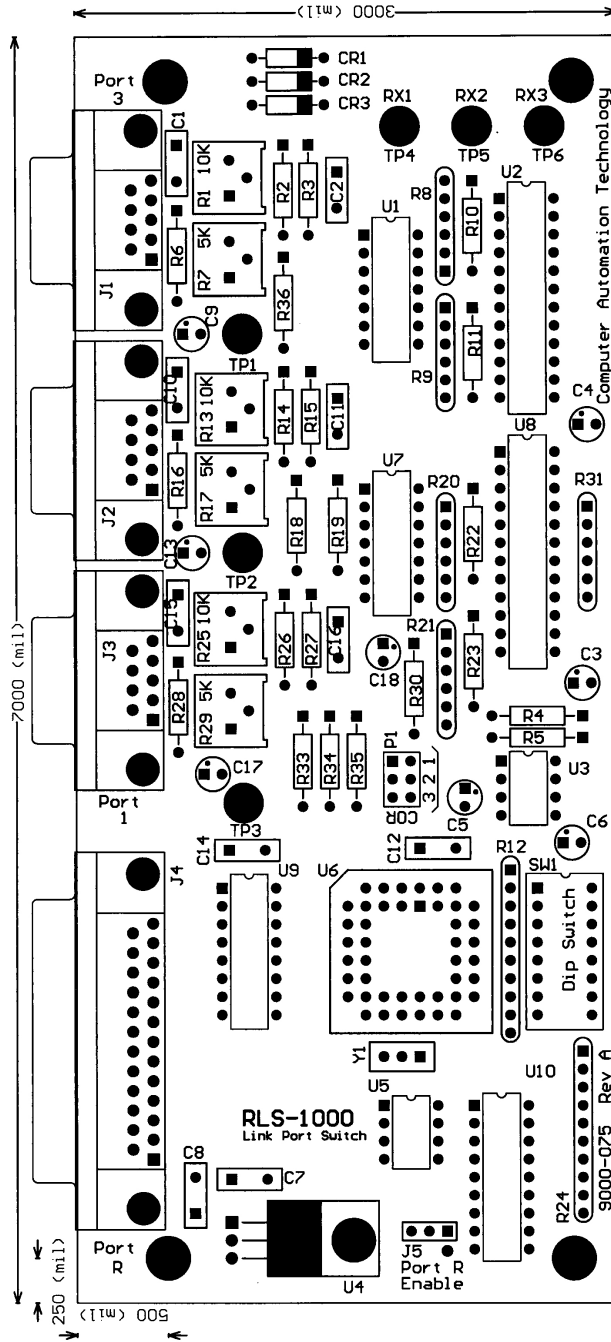 3000 (mil)
7000 (mil)
250 (mil)
500 (mil)
Port
3
CR1
CR2
CR3
RX1
RX2
RX3
TP4
TP5
TP6
C1
R1 10K
R2
R3
C2
U1
R8
R10
U2
J1
R6
R7 5K
R36
C9
TP1
R9
R11
Computer Automation Technology
C10
R13 10K
R14
R15
C11
C4
U8
J2
R16
R17 5K
R18
R19
U7
R20
R22
R31
C13
TP2
C15
R25 10K
R26
R27
C16
C18
R21
R30
R23
C3
J3
R28
R29 5K
R33
R34
R35
P1
R4
R5
Port
1
C17
COR
3 2 1
U3
TP3
C5
C6
J4
C14
U9
U6
C12
R12
SW1
Dip Switch
Y1
U5
U10
RLS-1000
Link Port Switch
C8
C7
R24
9000-075 Rev A
Port
R
U4
J5
Port R
Enable